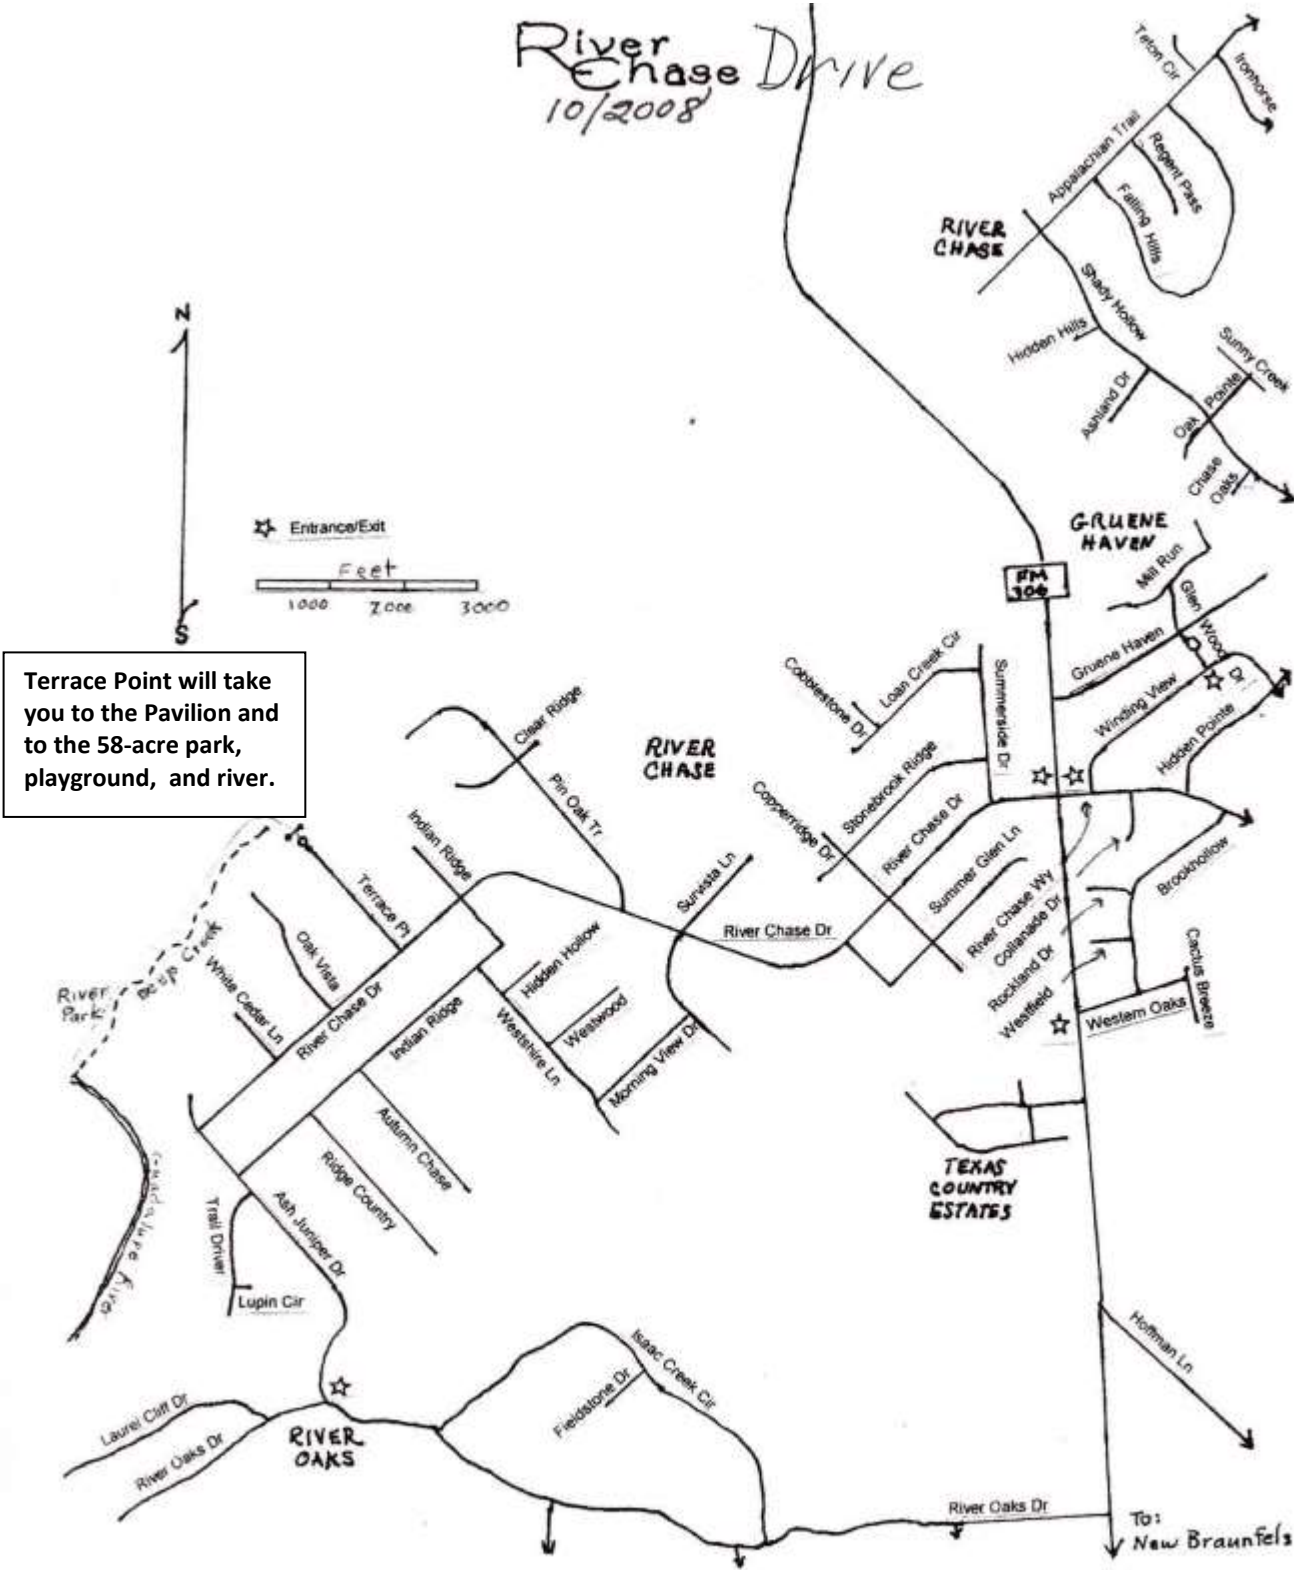 River
Chase Drive
10/2008
Teton Cir
Ironhorse
Appalachian Trail
Regent Pass
Falling Hills
RIVER
CHASE
Shady Hollow
Hidden Hills
Ashland Dr
Sunny Creek
Oak Pointe
Chase
Oaks
N
S
Entrance/Exit
Feet
1000 2000 3000
GRUENE
HAVEN
FM
306
Mill Run
Glen Wood Dr
Gruene Haven
Winding View
Hidden Pointe
Terrace Point will take
you to the Pavilion and
to the 58-acre park,
playground, and river.
Cobblestone Dr
Loan Creek Cir
Summerside Dr
Stonebrook Ridge
Copperridge Dr
River Chase Dr
Summer Glen Ln
Clear Ridge
Pin Oak Tr
RIVER
CHASE
Indian Ridge
Terrace Pt
Survista Ln
River Chase Dr
River Chase Wy
Collanade Dr
Rockland Dr
Westfield
Brookhollow
Cactus Breeze
Western Oaks
Oak Vista
White Cedar Ln
River Chase Dr
Indian Ridge
Hidden Hollow
Westwood
Westshire Ln
Morning View Dr
River
Park
Deep Creek
Guadalupe River
Autumn Chase
Ridge Country
Ash Juniper Dr
Trail Driver
Lupin Cir
TEXAS
COUNTRY
ESTATES
Hoffman Ln
Isaac Creek Cir
Fieldstone Dr
Laurel Cliff Dr
River Oaks Dr
RIVER
OAKS
River Oaks Dr
To:
New Braunfels